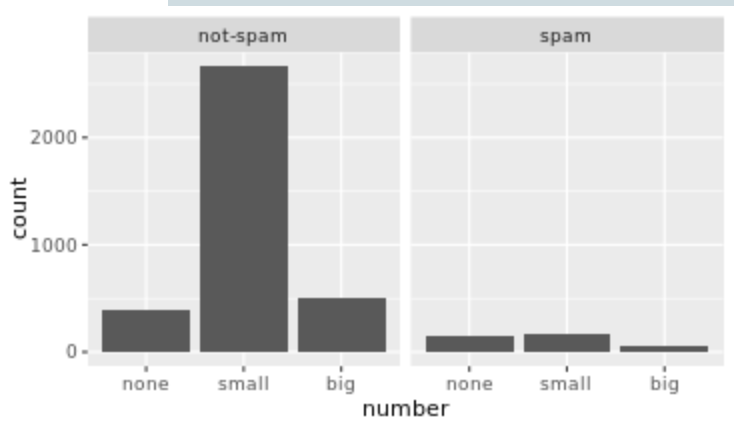 not-spam spam
2000
1000
0
count
none small big none small big
number